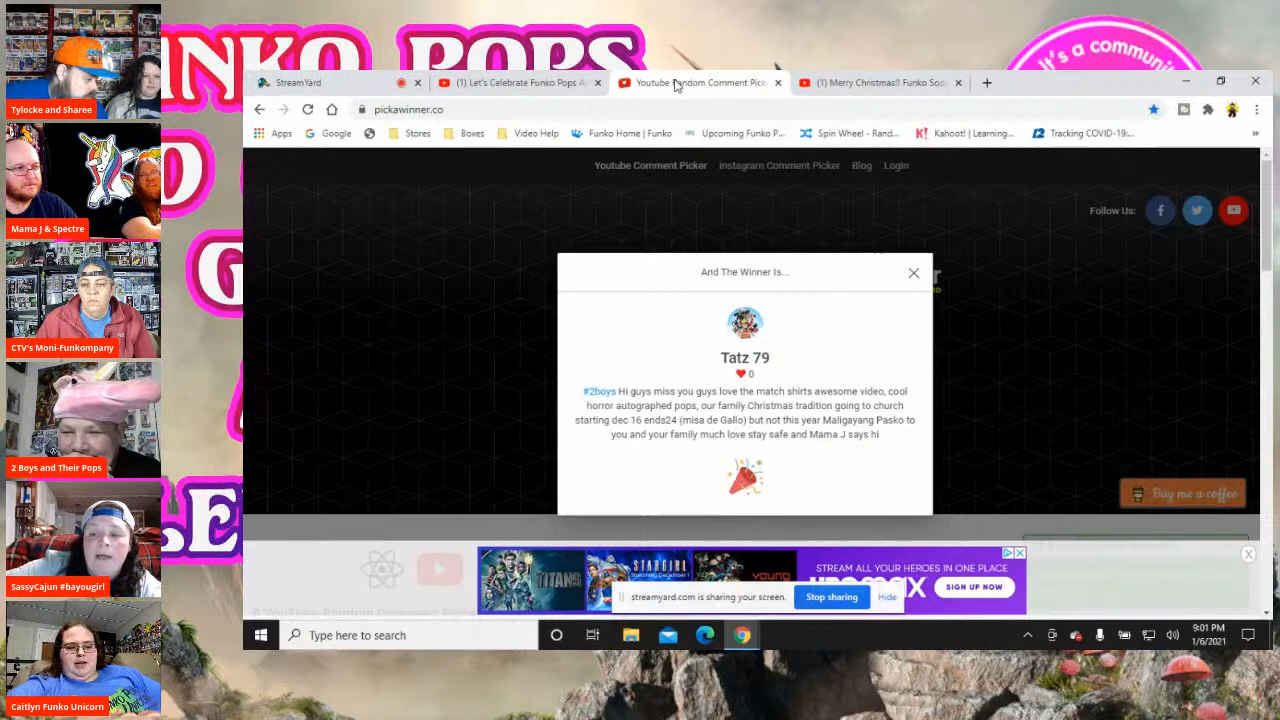 UNKO POPS
It's a communi
Tylocke and Sharee
Mama J & Spectre
CTV's Moni-Funkompany
2 Boys and Their Pops
SassyCajun #bayougirl
Caitlyn Funko Unicorn
StreamYard
(1) Let's Celebrate Funko Pops A
Youtube Random Comment Pick
(1) Merry Christmas!! Funko Sod
pickawinner.co
Apps
Google
Stores
Boxes
Video Help
Funko Home | Funko
Upcoming Funko P...
Spin Wheel - Rand...
Kahoot! | Learning...
Tracking COVID-19:...
Youtube Comment Picker
Instagram Comment Picker
Blog
Login
Follow Us:
And The Winner Is...
Tatz 79
0
#2boys Hi guys miss you guys love the match shirts awesome video, cool
horror autographed pops, our family Christmas tradition going to church
starting dec 16 ends24 (misa de Gallo) but not this year Maligayang Pasko to
you and your family much love stay safe and Mama J says hi
Buy me a coffee
TITANS
STARGIRL
YOUNG
STREAM ALL YOUR HEROES IN ONE PLACE
SIGN UP NOW
streamyard.com is sharing your screen.
Stop sharing
Hide
Type here to search
9:01 PM
1/6/2021